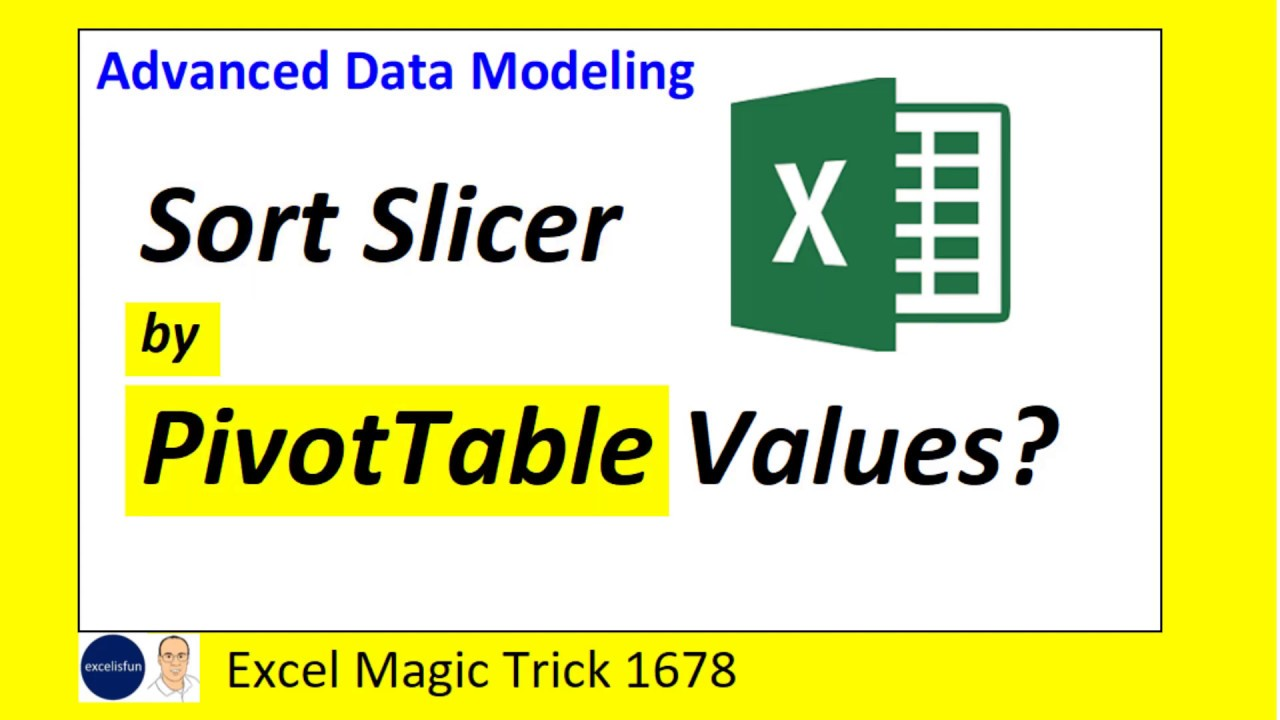 Advanced Data Modeling
Sort Slicer
by
PivotTable Values?
X
excelisfun
Excel Magic Trick 1678